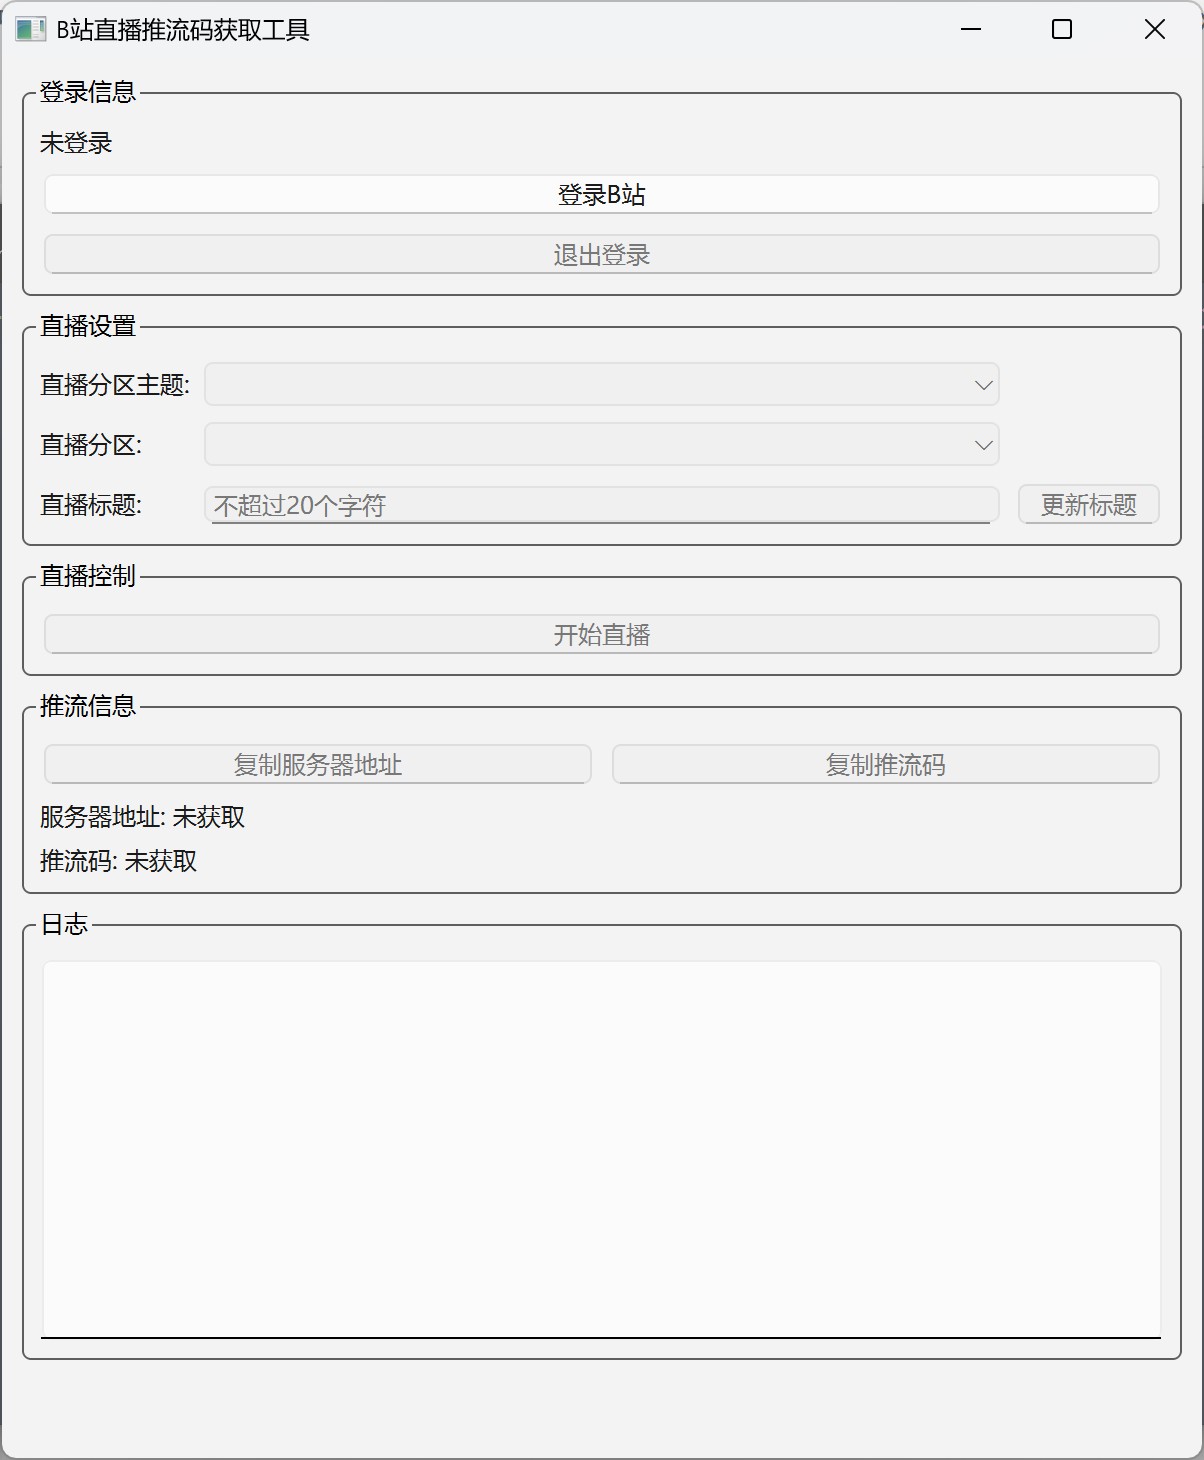 B站直播推流码获取工具
登录信息
未登录
登录B站
退出登录
直播设置
直播分区主题:
直播分区:
直播标题: 不超过20个字符 更新标题
直播控制
开始直播
推流信息
复制服务器地址 复制推流码
服务器地址: 未获取
推流码: 未获取
日志